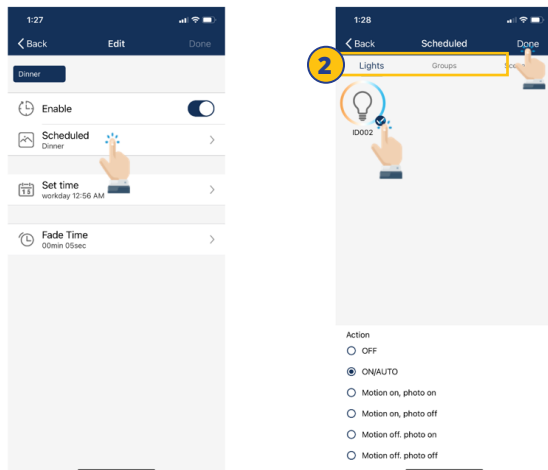 1:27
Back Edit Done
Dinner
Enable
Scheduled
Dinner
Set time
workday 12:56 AM
Fade Time
00min 05sec
1:28
Back Scheduled Done
2
Lights Groups
ID002
Action
OFF
ON/AUTO
Motion on, photo on
Motion on, photo off
Motion off. photo on
Motion off. photo off